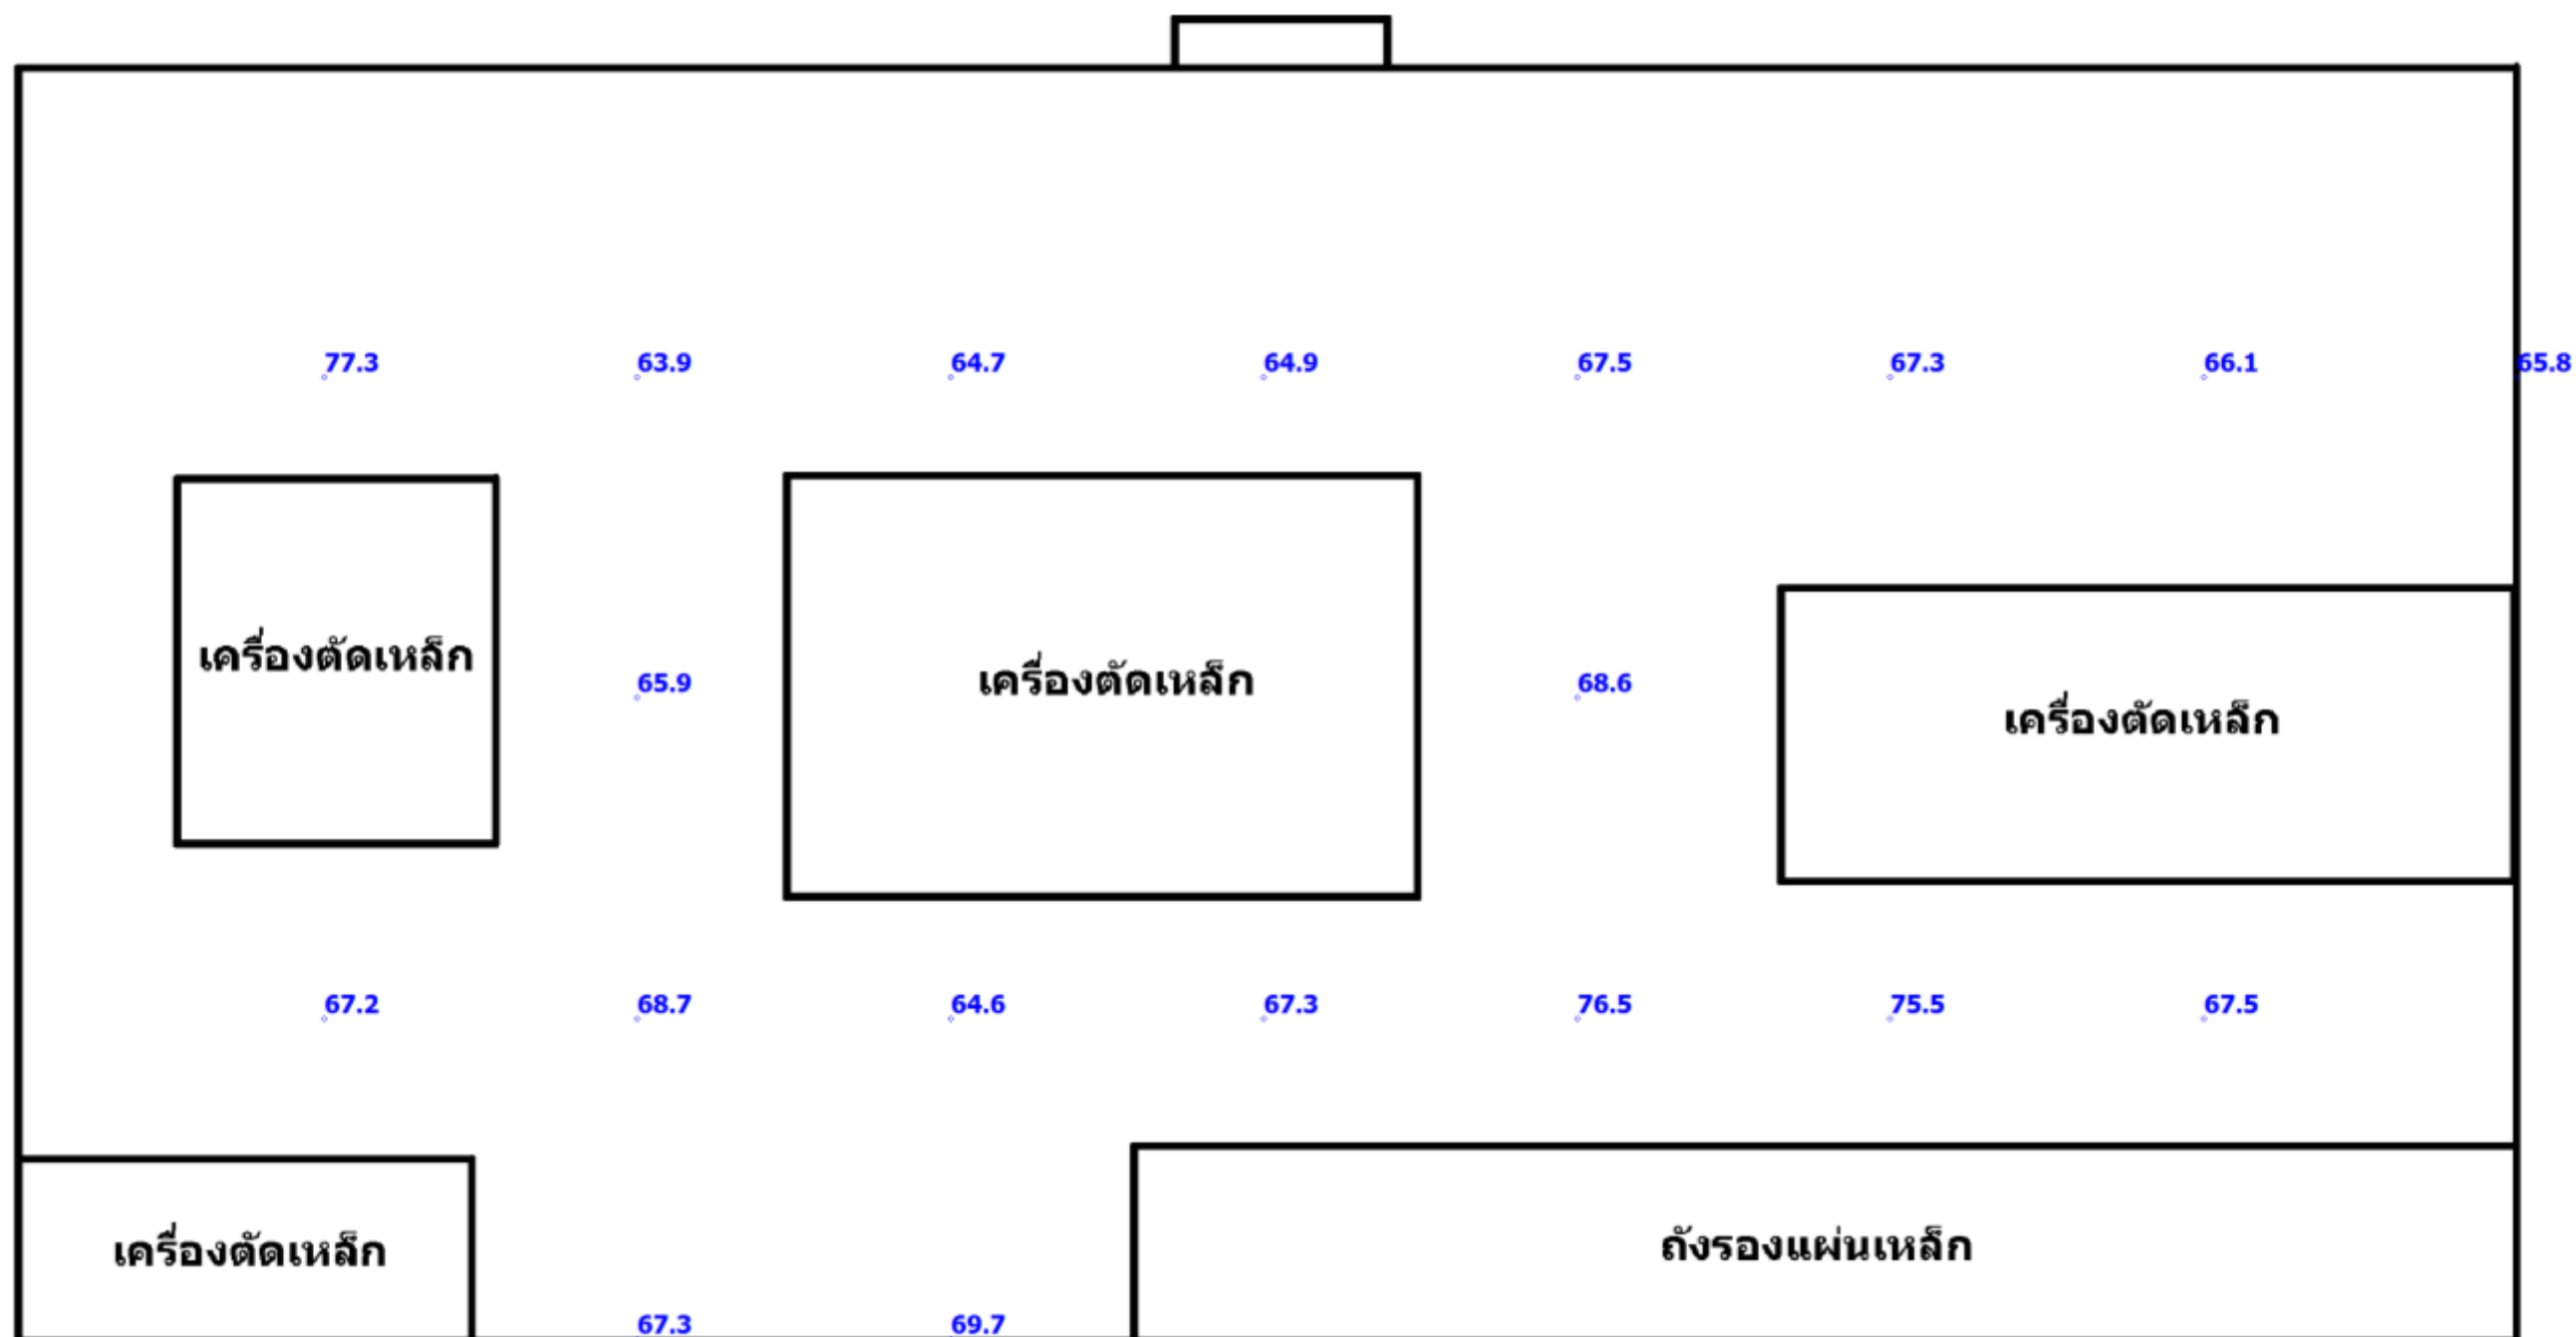 77.3 63.9 64.7 64.9 67.5 67.3 66.1 65.8
เครื่องตัดเหล็ก 65.9 เครื่องตัดเหล็ก 68.6 เครื่องตัดเหล็ก
67.2 68.7 64.6 67.3 76.5 75.5 67.5
เครื่องตัดเหล็ก ถังรองแผ่นเหล็ก
67.3 69.7